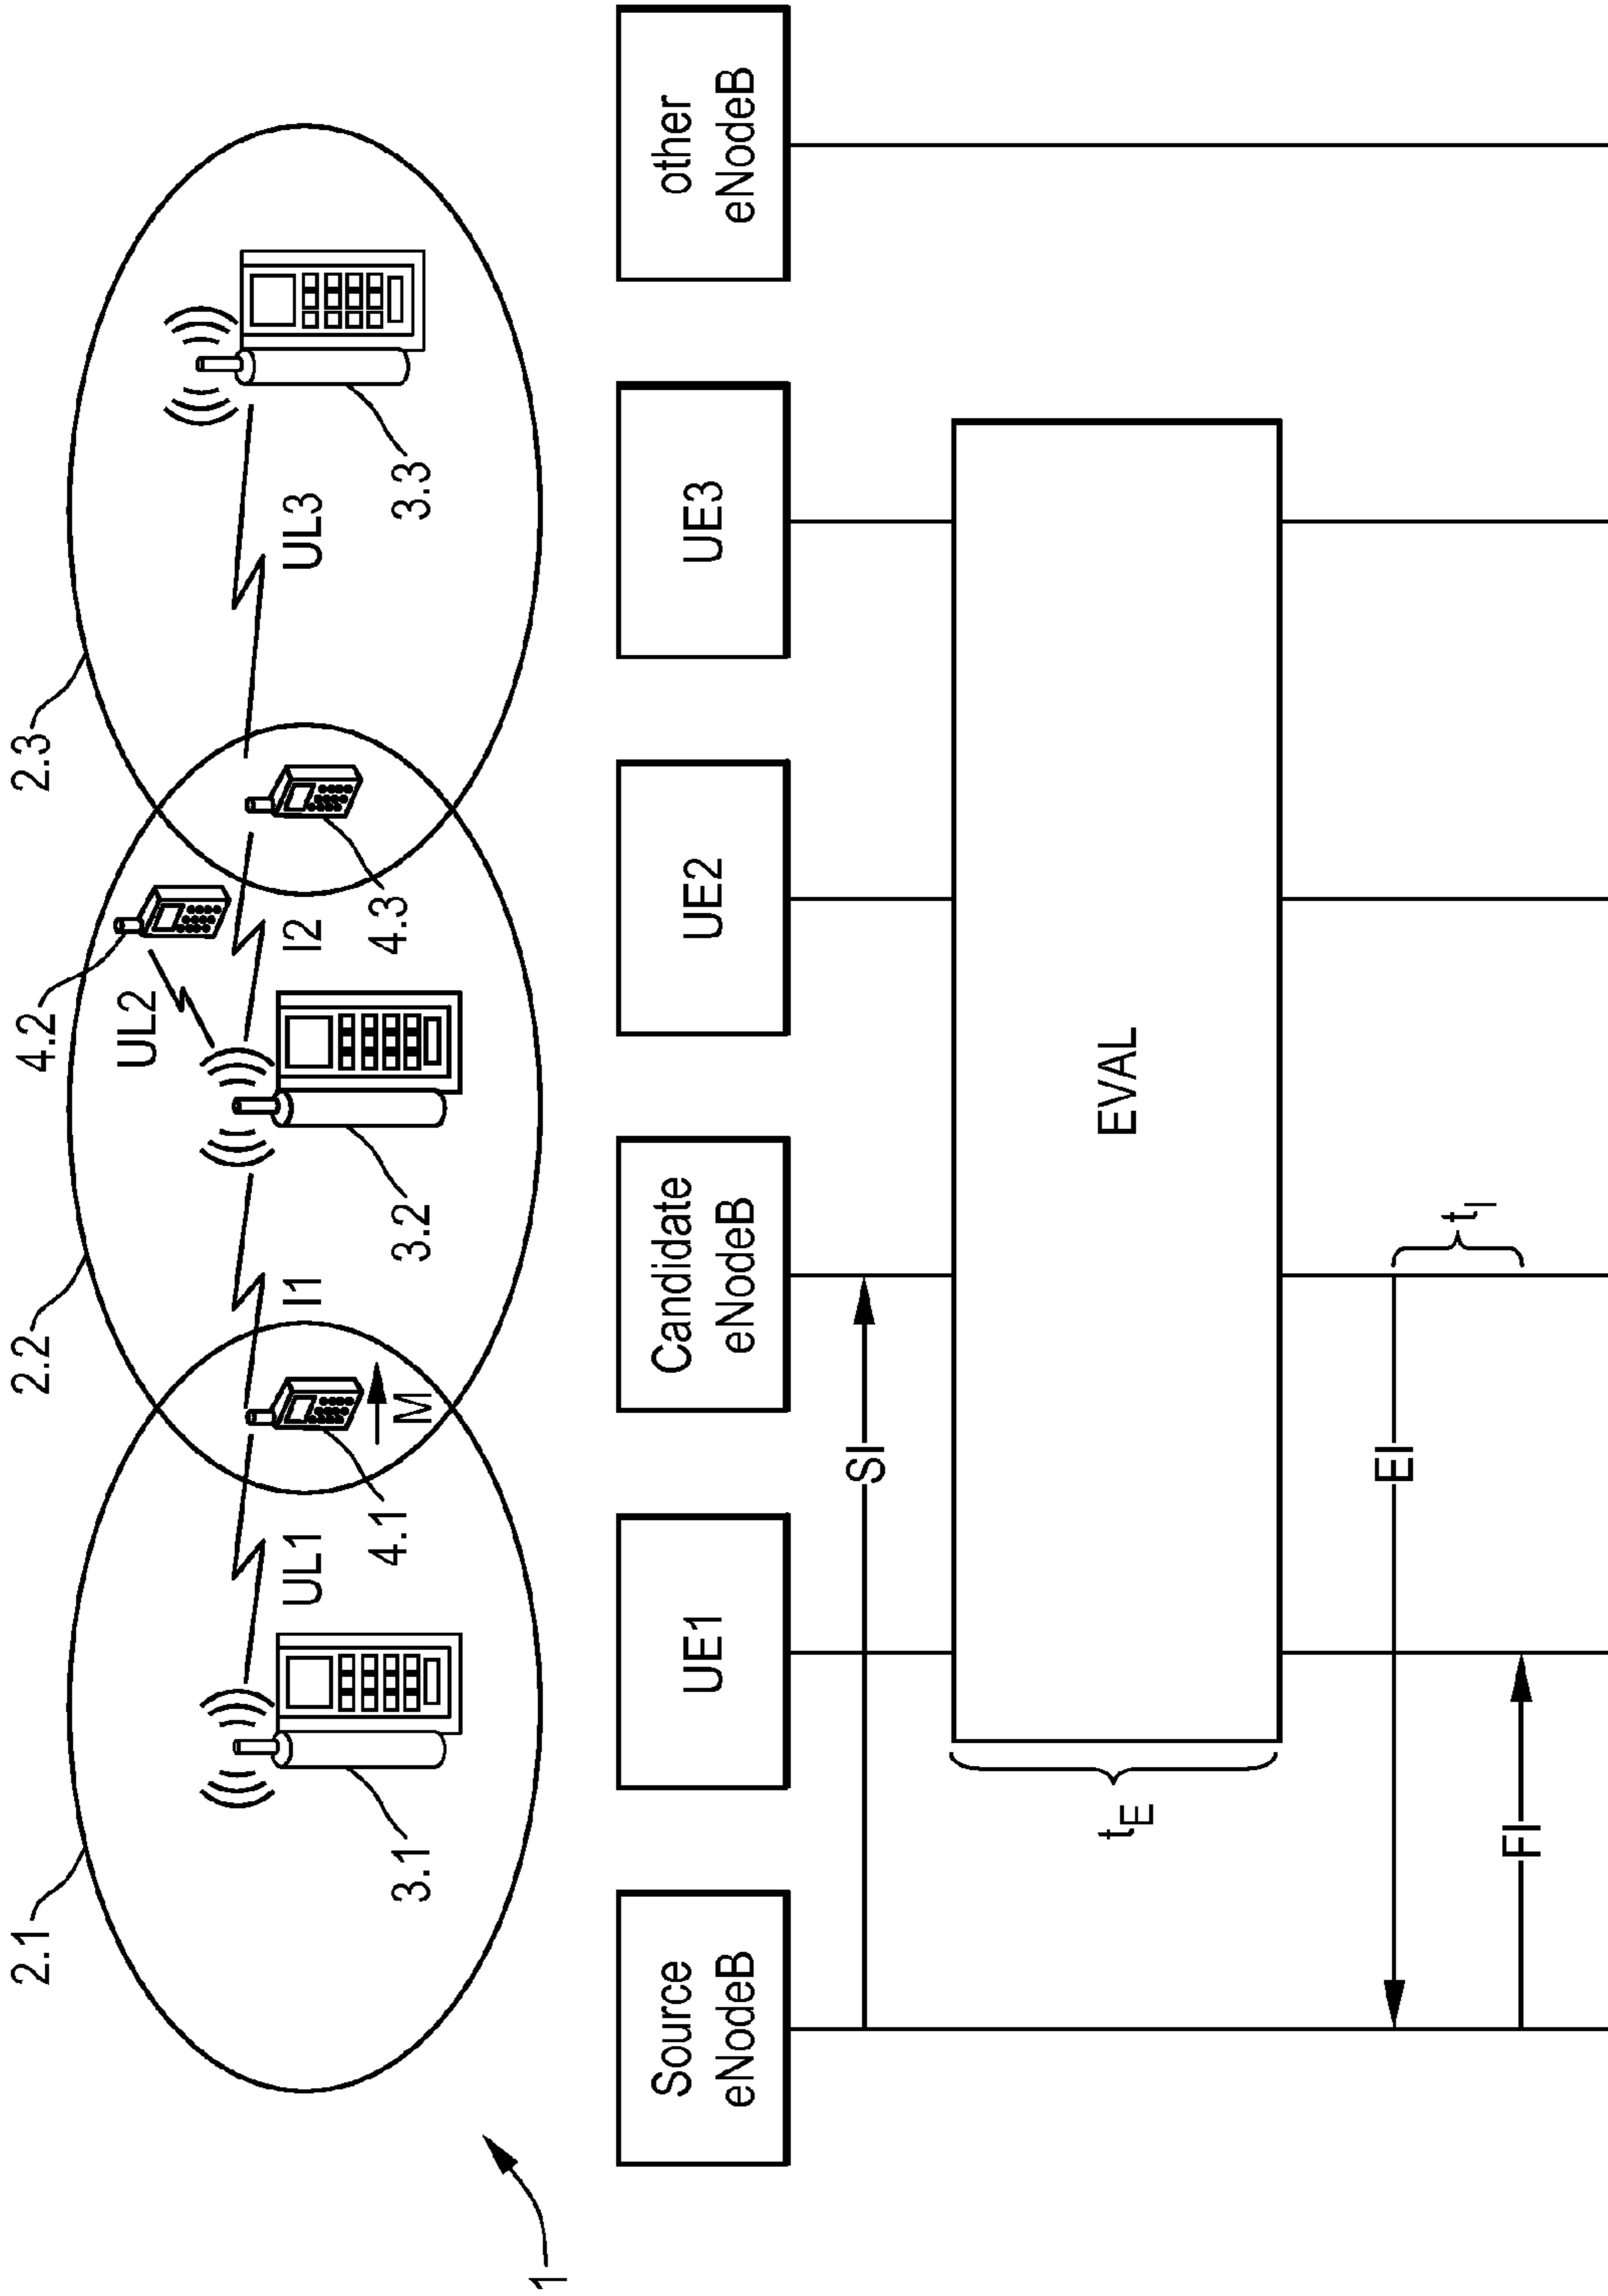 2.1
2.2
2.3
4.2
UL2
UL1
I1
I2
UL3
M
4.1
4.3
3.1
3.2
3.3
1
Source
eNodeB
UE1
Candidate
eNodeB
UE2
UE3
other
eNodeB
SI
tE
EVAL
EI
tI
FI